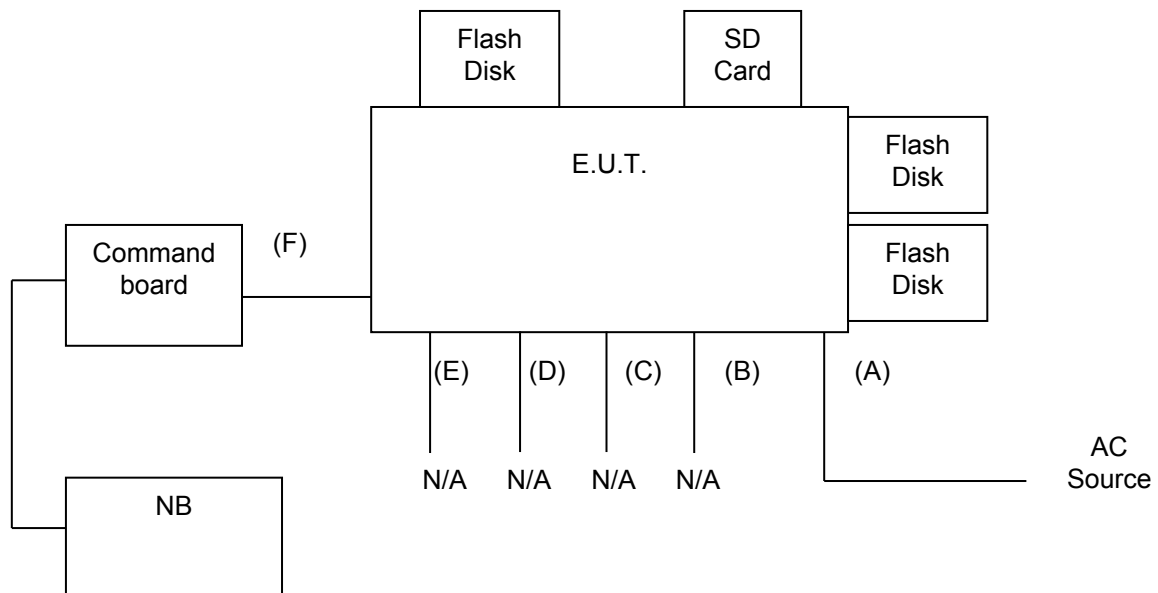 Flash
Disk
SD
Card
E.U.T.
Flash
Disk
Command
board
(F)
Flash
Disk
(E)
(D)
(C)
(B)
(A)
N/A
N/A
N/A
N/A
AC
Source
NB